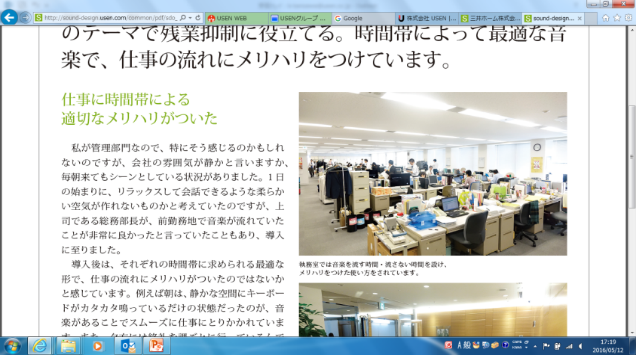 http://sound-design.usen.com/common/pdf/sdo_
USEN WEB
USENグループ
Google
株式会社 USEN |
三井ホーム株式会...
sound-design...
のテーマで残業抑制に役立てる。時間帯によって最適な音
楽で、仕事の流れにメリハリをつけています。
仕事に時間帯による
適切なメリハリがついた
私が管理部門なので、特にそう感じるのかもしれ
ないのですが、会社の雰囲気が静かと言いますか、
毎朝来てもシーンとしている状況がありました。1日
の始まりに、リラックスして会話できるような柔らか
い空気が作れないものかと考えていたのですが、上
司である総務部長が、前勤務地で音楽が流れていた
ことが非常に良かったと言っていたこともあり、導入
に至りました。
導入後は、それぞれの時間帯に求められる最適な
形で、仕事の流れにメリハリがついたのではないか
と感じています。例えば朝は、静かな空間にキーボー
ドがカタカタ鳴っているだけの状態だったのが、音
楽があることでスムーズに仕事にとりかかれていま
執務室では音楽を流す時間・流さない時間を設け、
メリハリをつけた使い方をされています。
17:19
2016/05/12